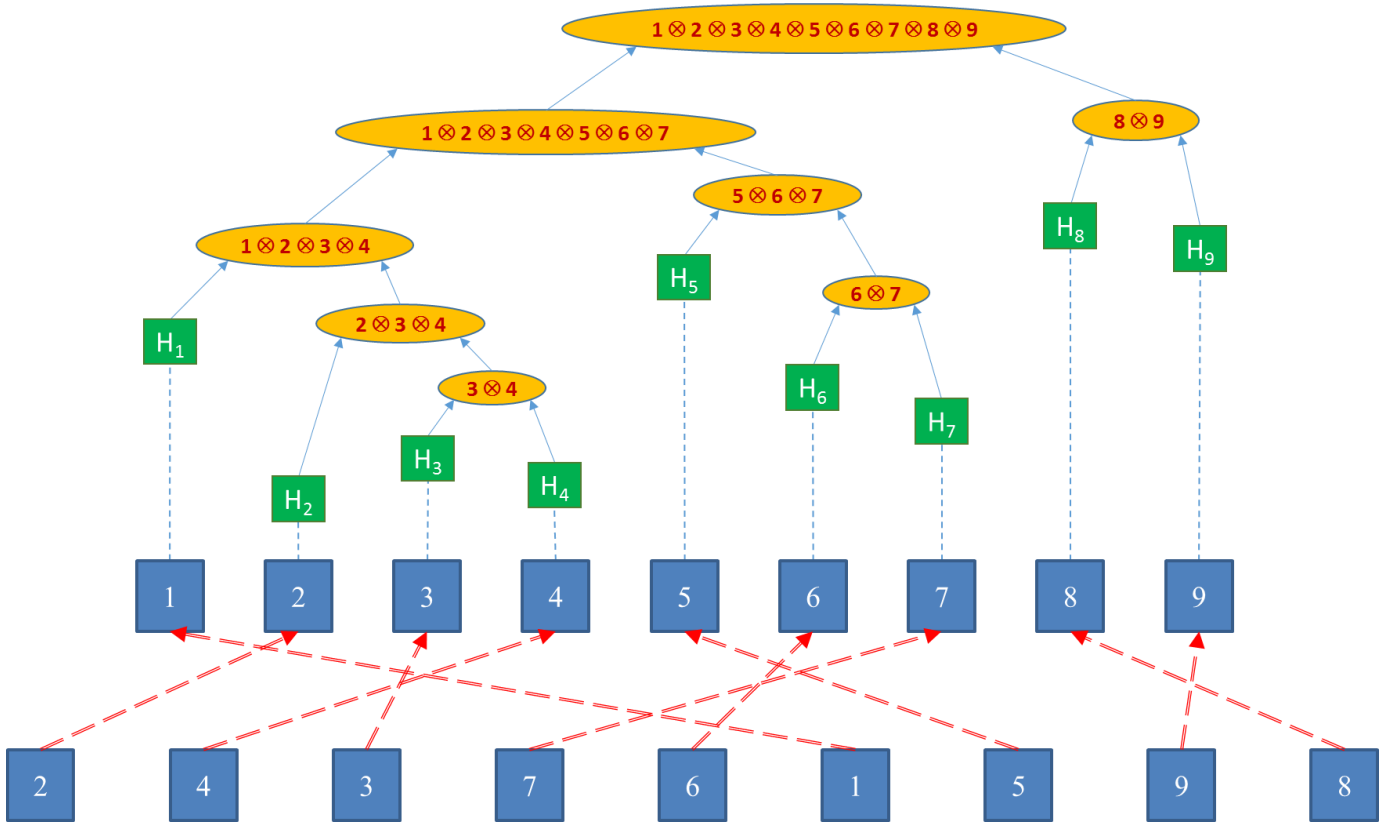 1 ⊗ 2 ⊗ 3 ⊗ 4 ⊗ 5 ⊗ 6 ⊗ 7 ⊗ 8 ⊗ 9
1 ⊗ 2 ⊗ 3 ⊗ 4 ⊗ 5 ⊗ 6 ⊗ 7
8 ⊗ 9
5 ⊗ 6 ⊗ 7
1 ⊗ 2 ⊗ 3 ⊗ 4
H₈
H₉
H₅
6 ⊗ 7
2 ⊗ 3 ⊗ 4
H₁
3 ⊗ 4
H₆
H₇
H₃
H₄
H₂
1 2 3 4 5 6 7 8 9
2 4 3 7 6 1 5 9 8